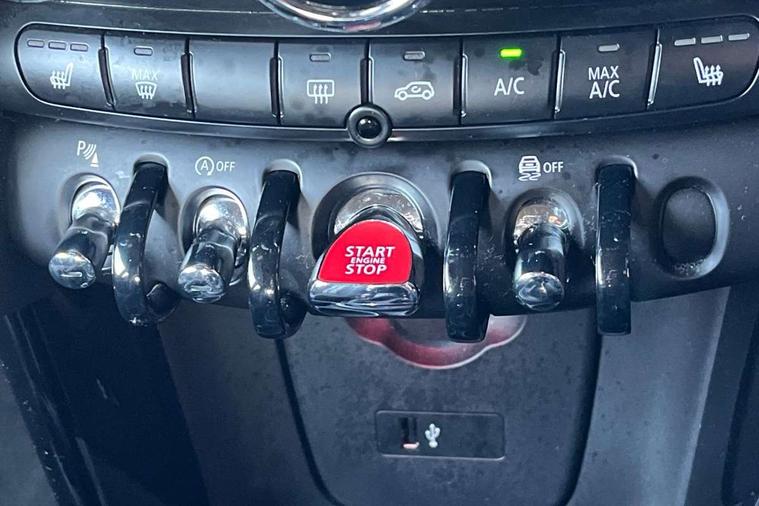 MAX
A/C
MAX
A/C
P
A OFF
OFF
START
ENGINE
STOP